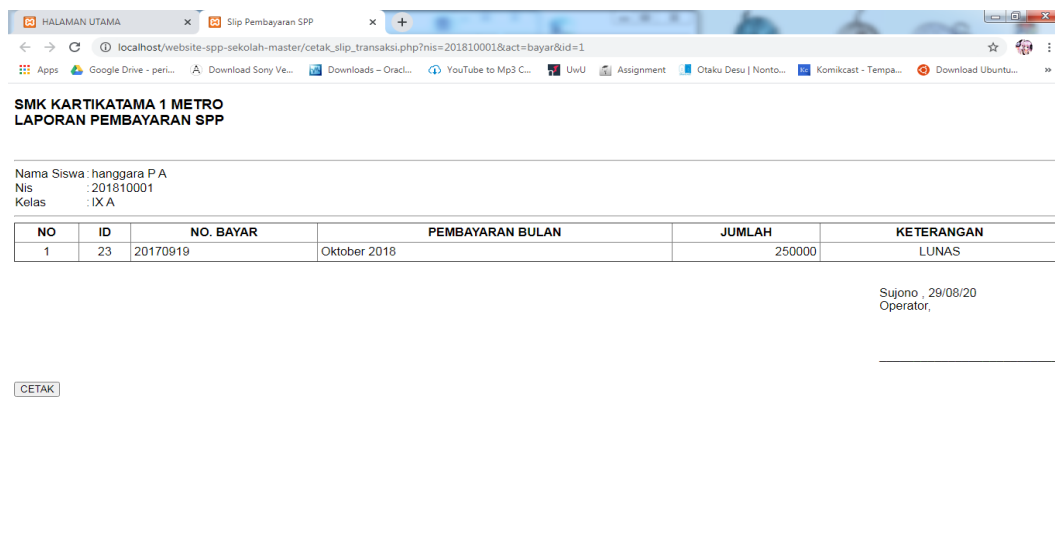 HALAMAN UTAMA
Slip Pembayaran SPP
localhost/website-spp-sekolah-master/cetak_slip_transaksi.php?nis=201810001&act=bayar&id=1
Apps Google Drive - peri... Download Sony Ve... Downloads – Oracl... YouTube to Mp3 C... UwU Assignment Otaku Desu | Nonto... Komikcast - Tempa... Download Ubuntu... »
SMK KARTIKATAMA 1 METRO
LAPORAN PEMBAYARAN SPP
Nama Siswa : hanggara P A
Nis : 201810001
Kelas : IX A
NO ID NO. BAYAR PEMBAYARAN BULAN JUMLAH KETERANGAN
1 23 20170919 Oktober 2018 250000 LUNAS
Sujono , 29/08/20
Operator,
CETAK